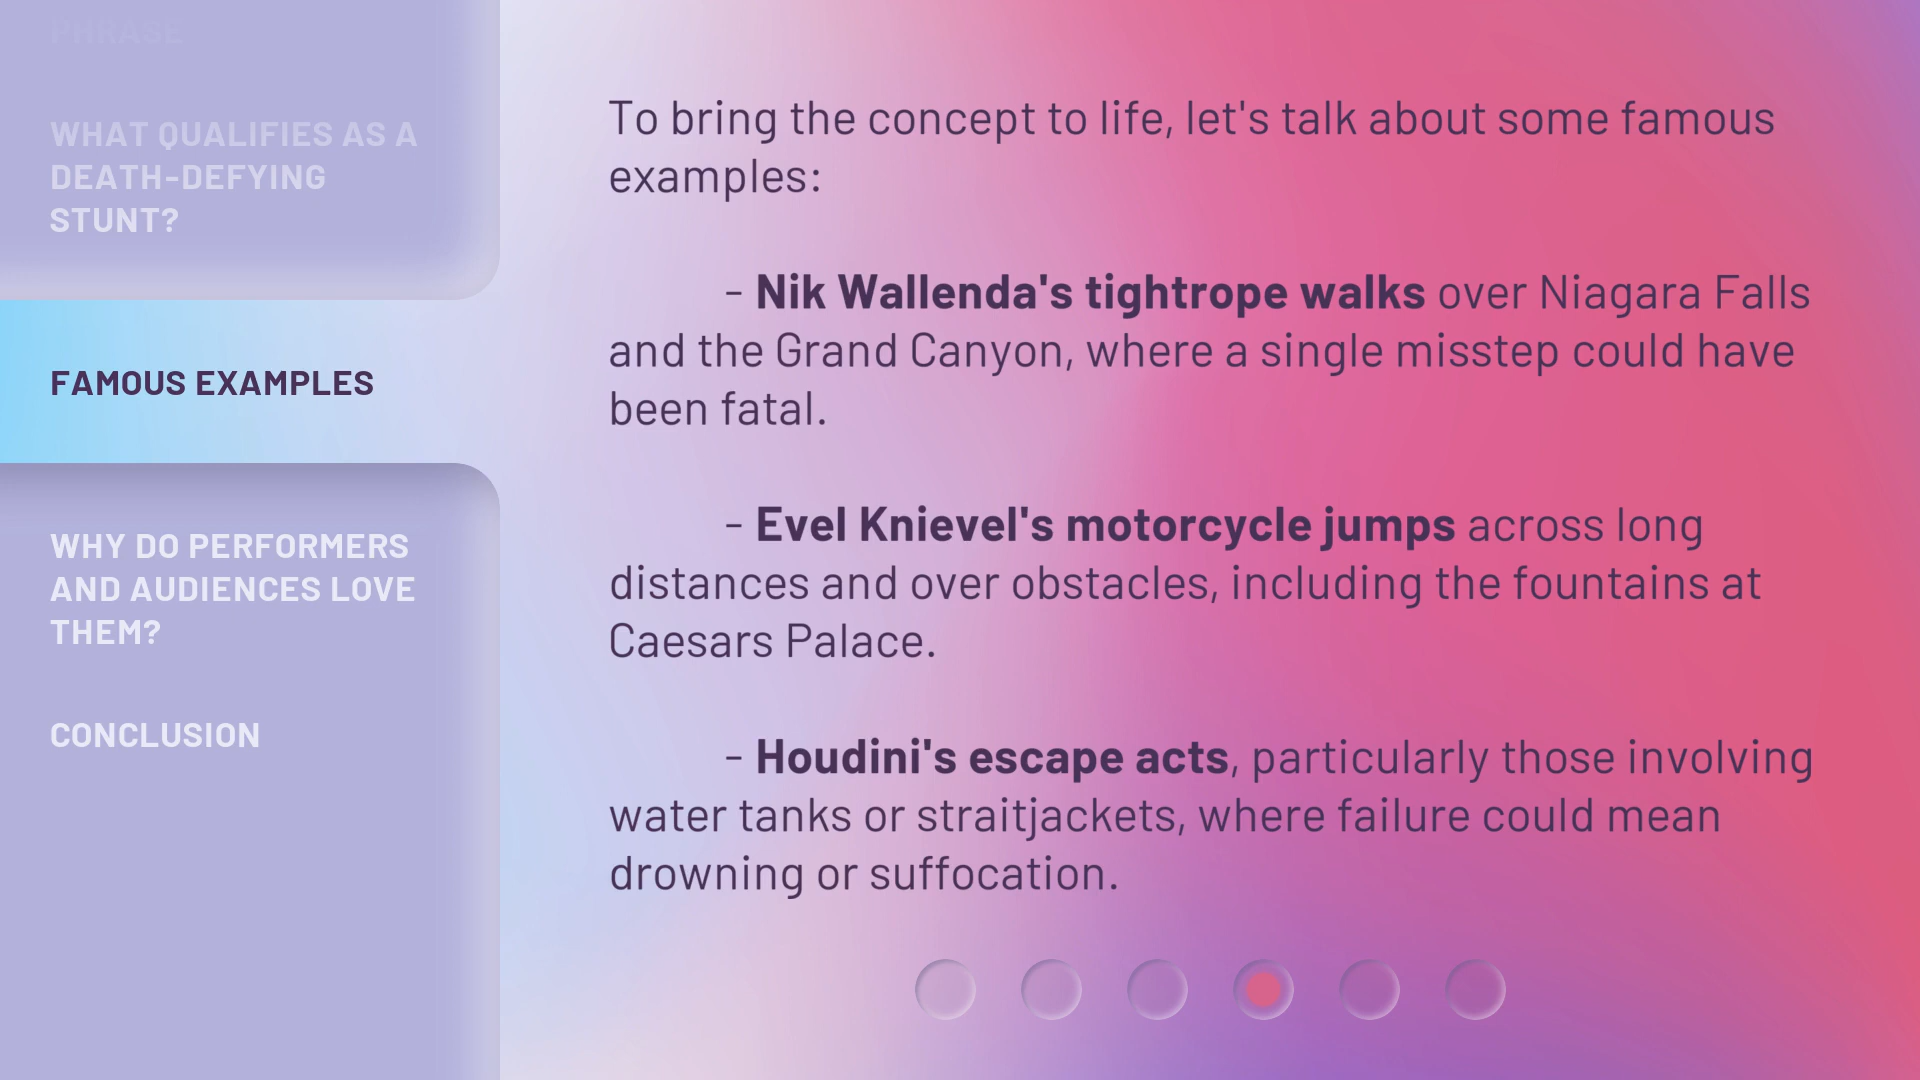 PHRASE
WHAT QUALIFIES AS A
DEATH-DEFYING
STUNT?
FAMOUS EXAMPLES
WHY DO PERFORMERS
AND AUDIENCES LOVE
THEM?
CONCLUSION
To bring the concept to life, let's talk about some famous
examples:
- Nik Wallenda's tightrope walks over Niagara Falls
and the Grand Canyon, where a single misstep could have
been fatal.
- Evel Knievel's motorcycle jumps across long
distances and over obstacles, including the fountains at
Caesars Palace.
- Houdini's escape acts, particularly those involving
water tanks or straitjackets, where failure could mean
drowning or suffocation.